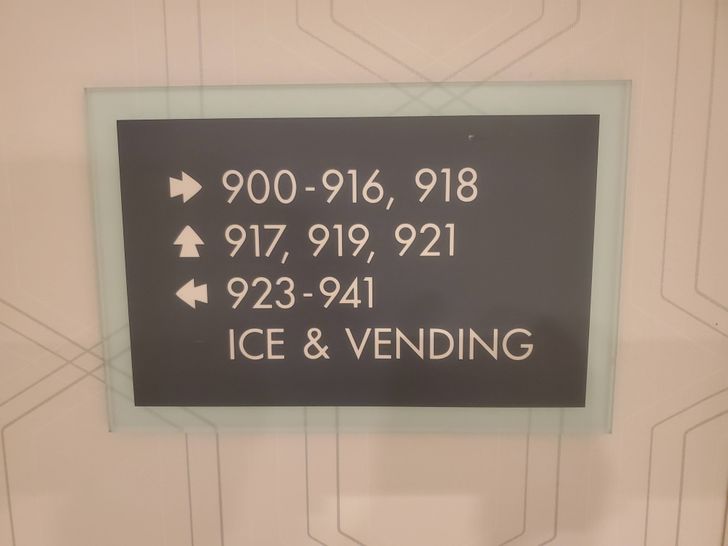 900-916, 918
917, 919, 921
923-941
ICE & VENDING